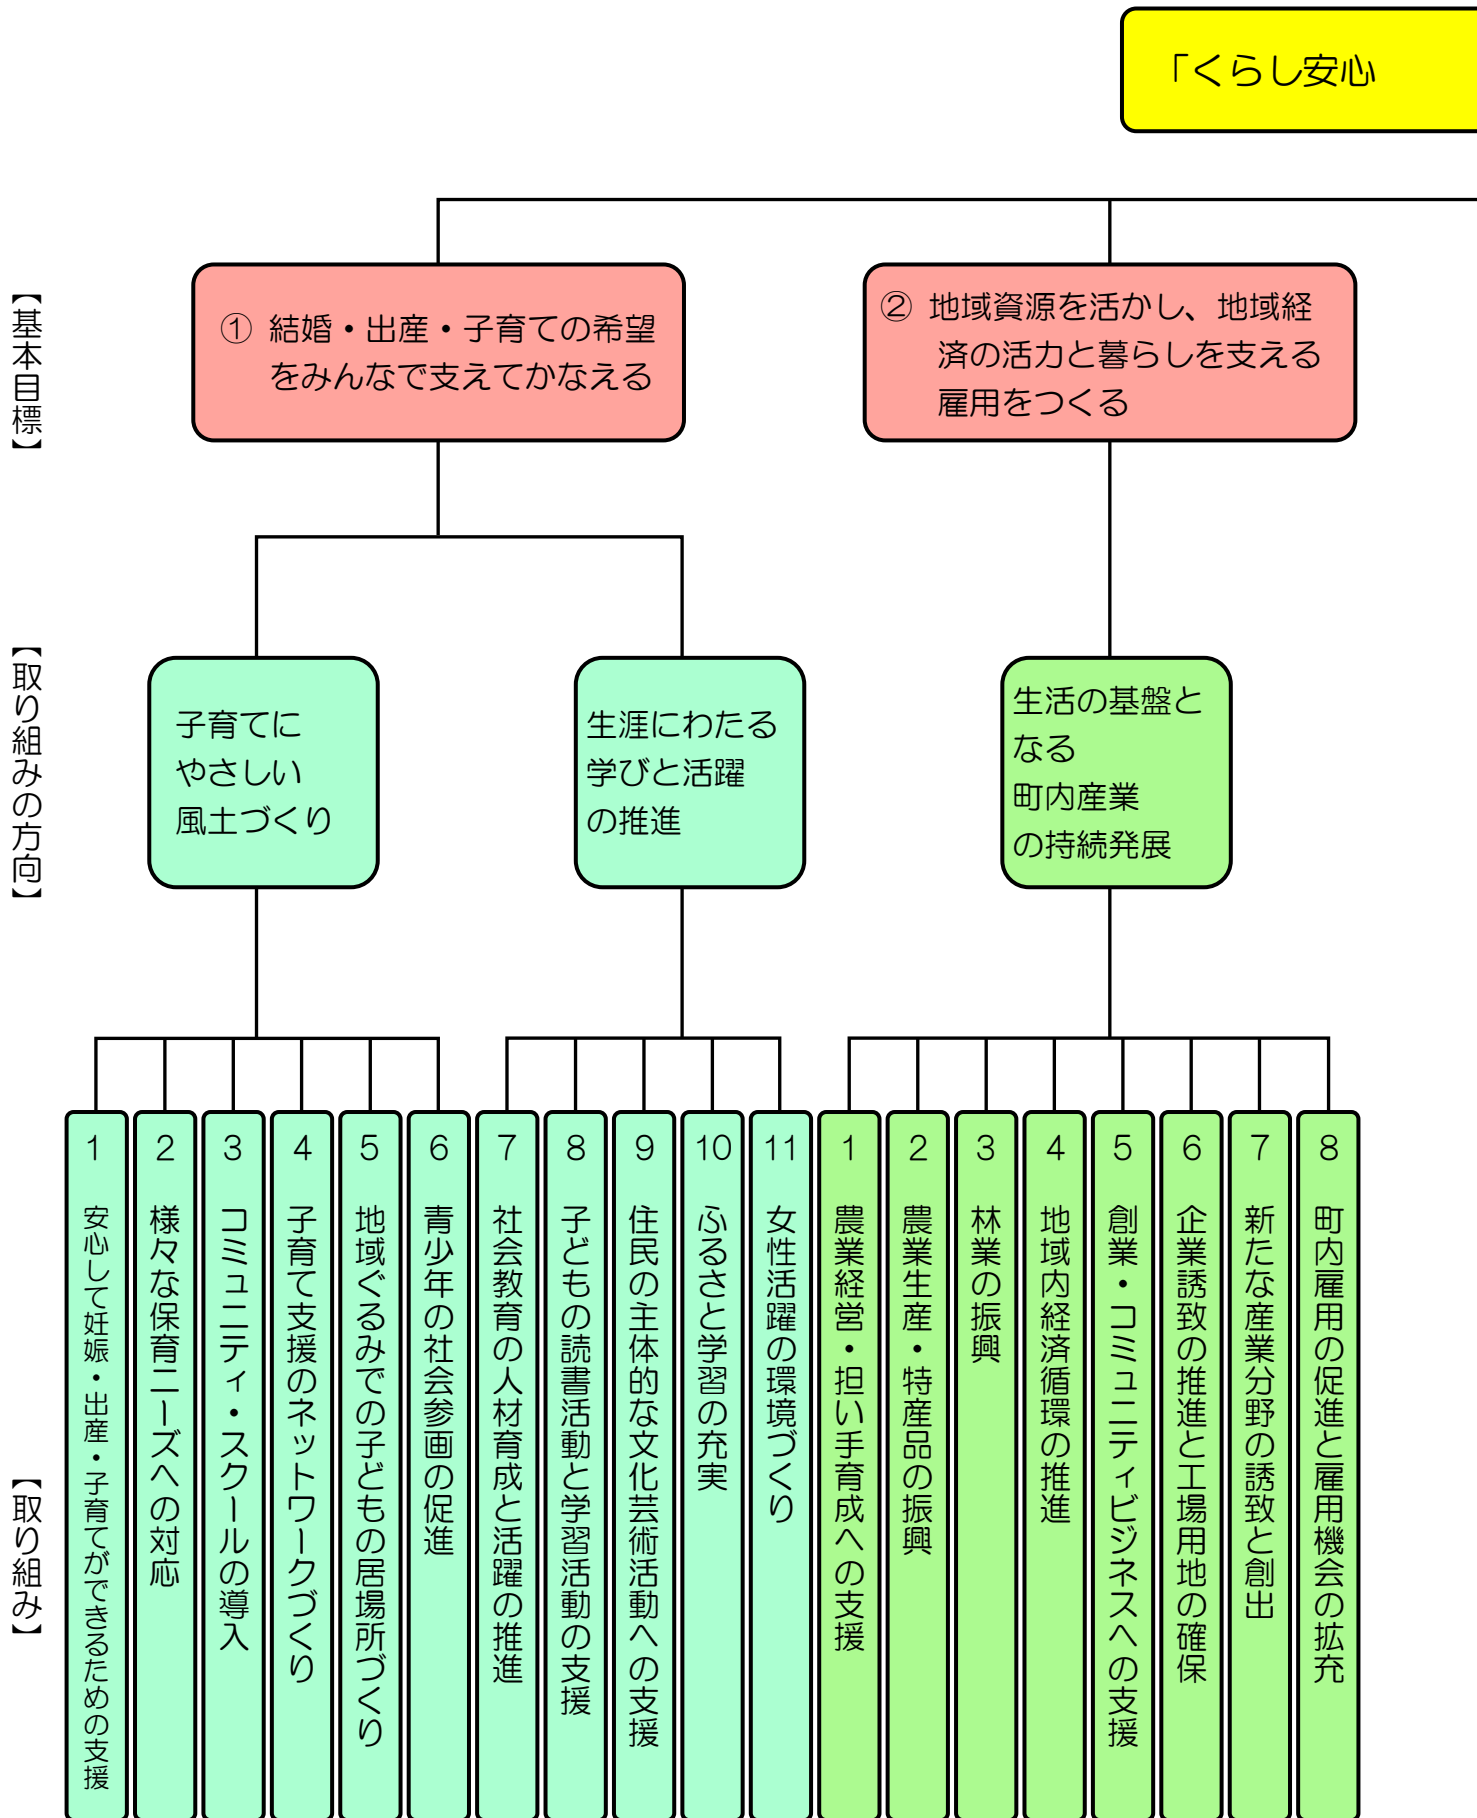 「くらし安心
【基本目標】
① 結婚・出産・子育ての希望
をみんなで支えてかなえる
② 地域資源を活かし、地域経
済の活力と暮らしを支える
雇用をつくる
【取り組みの方向】
子育てに
やさしい
風土づくり
生涯にわたる
学びと活躍
の推進
生活の基盤と
なる
町内産業
の持続発展
【取り組み】
1 安心して妊娠・出産・子育てができるための支援
2 様々な保育ニーズへの対応
3 コミュニティ・スクールの導入
4 子育て支援のネットワークづくり
5 地域ぐるみでの子どもの居場所づくり
6 青少年の社会参画の促進
7 社会教育の人材育成と活躍の推進
8 子どもの読書活動と学習活動の支援
9 住民の主体的な文化芸術活動への支援
10 ふるさと学習の充実
11 女性活躍の環境づくり
1 農業経営・担い手育成への支援
2 農業生産・特産品の振興
3 林業の振興
4 地域内経済循環の推進
5 創業・コミュニティビジネスへの支援
6 企業誘致の推進と工場用地の確保
7 新たな産業分野の誘致と創出
8 町内雇用の促進と雇用機会の拡充